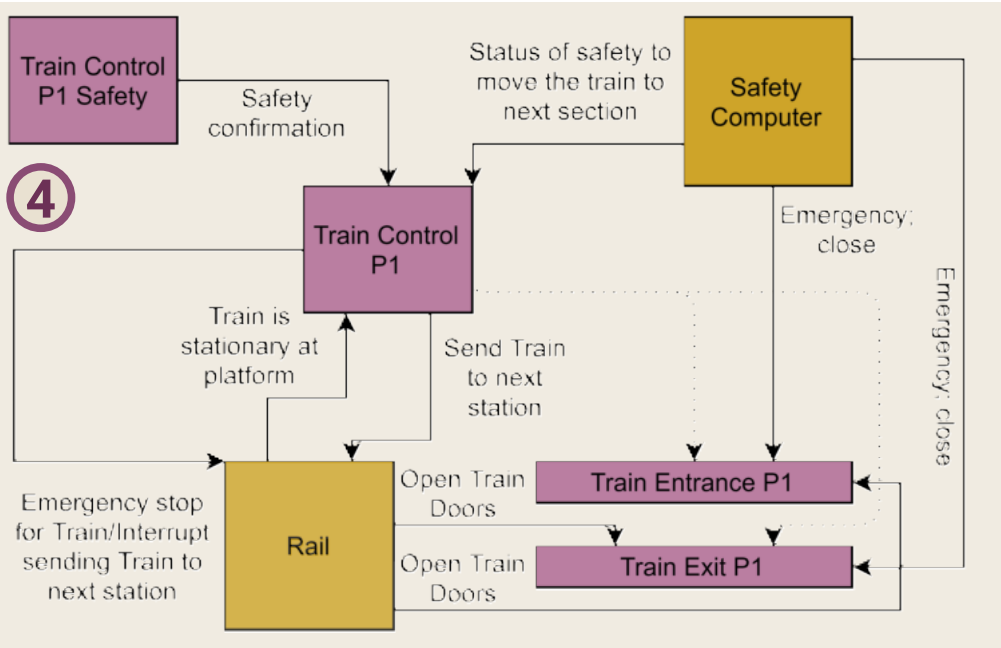 Train Control
P1 Safety
Safety
confirmation
Status of safety to
move the train to
next section
Safety
Computer
4
Train Control
P1
Emergency;
close
Emergency; close
Train is
stationary at
platform
Send Train
to next
station
Emergency stop
for Train/Interrupt
sending Train to
next station
Rail
Open Train
Doors
Train Entrance P1
Open Train
Doors
Train Exit P1